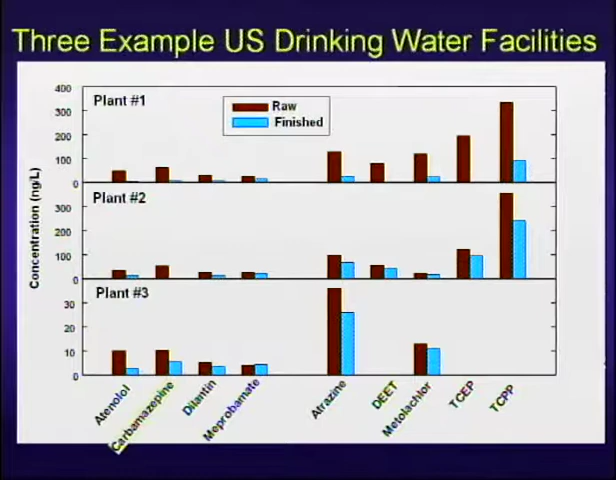 Three Example US Drinking Water Facilities
400
Plant #1
Raw
Finished
300
200
100
0
Plant #2
300
200
100
0
Plant #3
30
20
10
0
Concentration (ng/L)
Atenolol
Carbamazepine
Dilantin
Meprobamate
Atrazine
DEET
Metolachlor
TCEP
TCPP